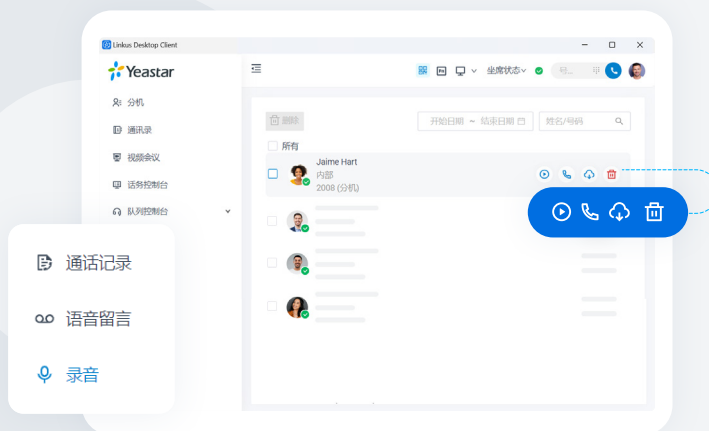 Linkus Desktop Client
Yeastar
坐席状态
号...
分机
通讯录
视频会议
话务控制台
队列控制台
删除
开始日期 ~ 结束日期
姓名/号码
所有
Jaime Hart
内部
2008 (分机)
通话记录
语音留言
录音